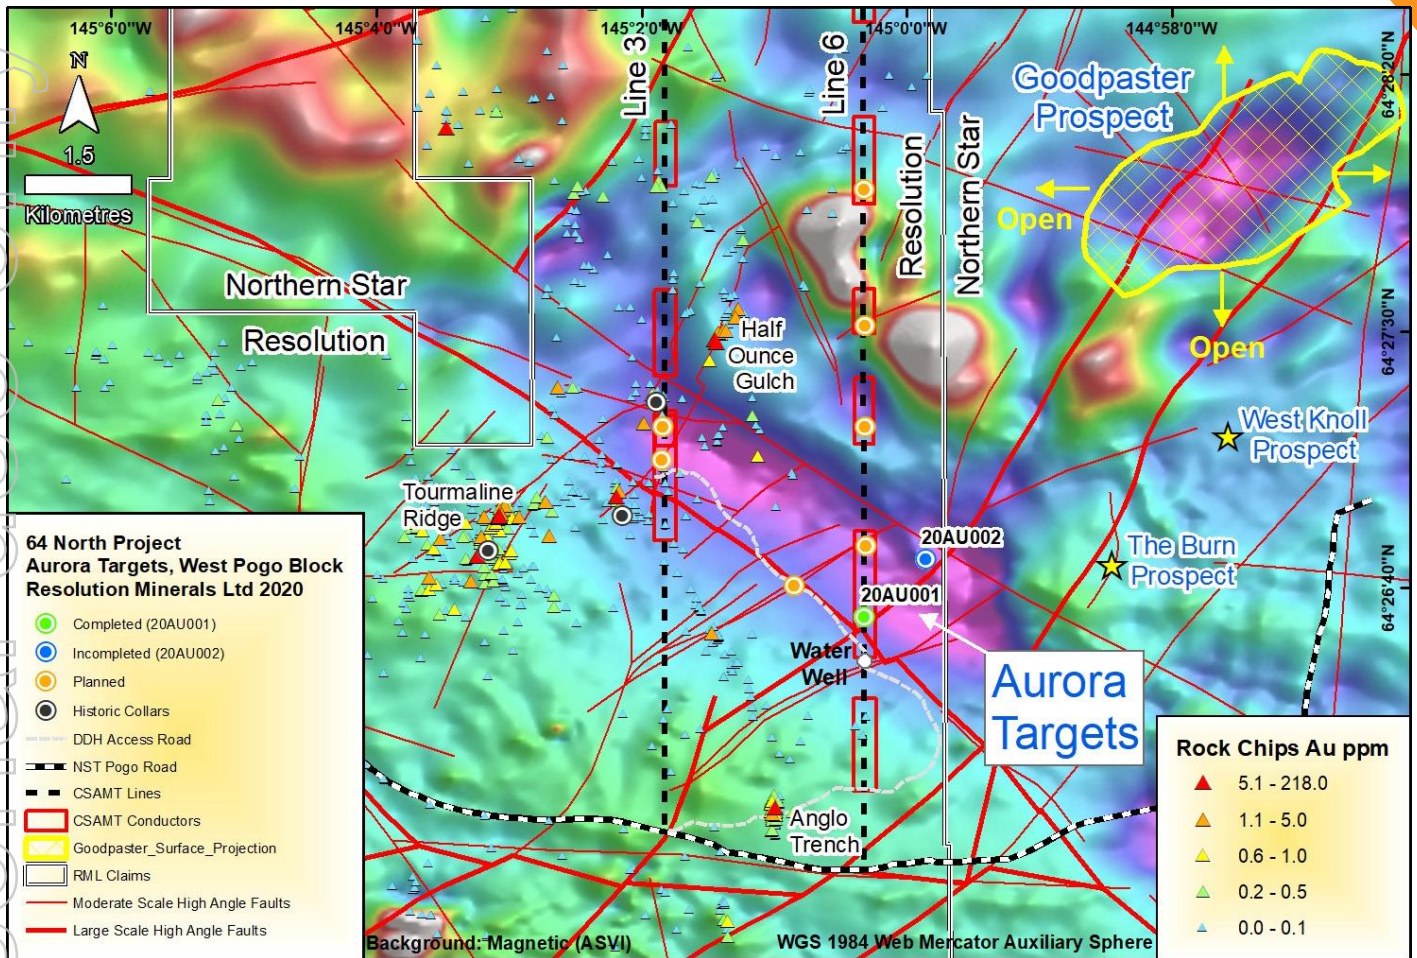 145°6'0"W
145°4'0"W
145°2'0"W
145°0'0"W
144°58'0"W
N
1.5
Kilometres
Line 3
Line 6
Resolution
Northern Star
Goodpaster
Prospect
64°28'20"N
Open
Open
Northern Star
Resolution
Half
Ounce
Gulch
64°27'30"N
West Knoll
Prospect
Tourmaline
Ridge
20AU002
The Burn
Prospect
20AU001
64°26'40"N
Water
Well
Aurora
Targets
Anglo
Trench
64 North Project
Aurora Targets, West Pogo Block
Resolution Minerals Ltd 2020
Completed (20AU001)
Incompleted (20AU002)
Planned
Historic Collars
DDH Access Road
NST Pogo Road
CSAMT Lines
CSAMT Conductors
Goodpaster_Surface_Projection
RML Claims
Moderate Scale High Angle Faults
Large Scale High Angle Faults
Rock Chips Au ppm
5.1 - 218.0
1.1 - 5.0
0.6 - 1.0
0.2 - 0.5
0.0 - 0.1
Background: Magnetic (ASVI)
WGS 1984 Web Mercator Auxiliary Sphere